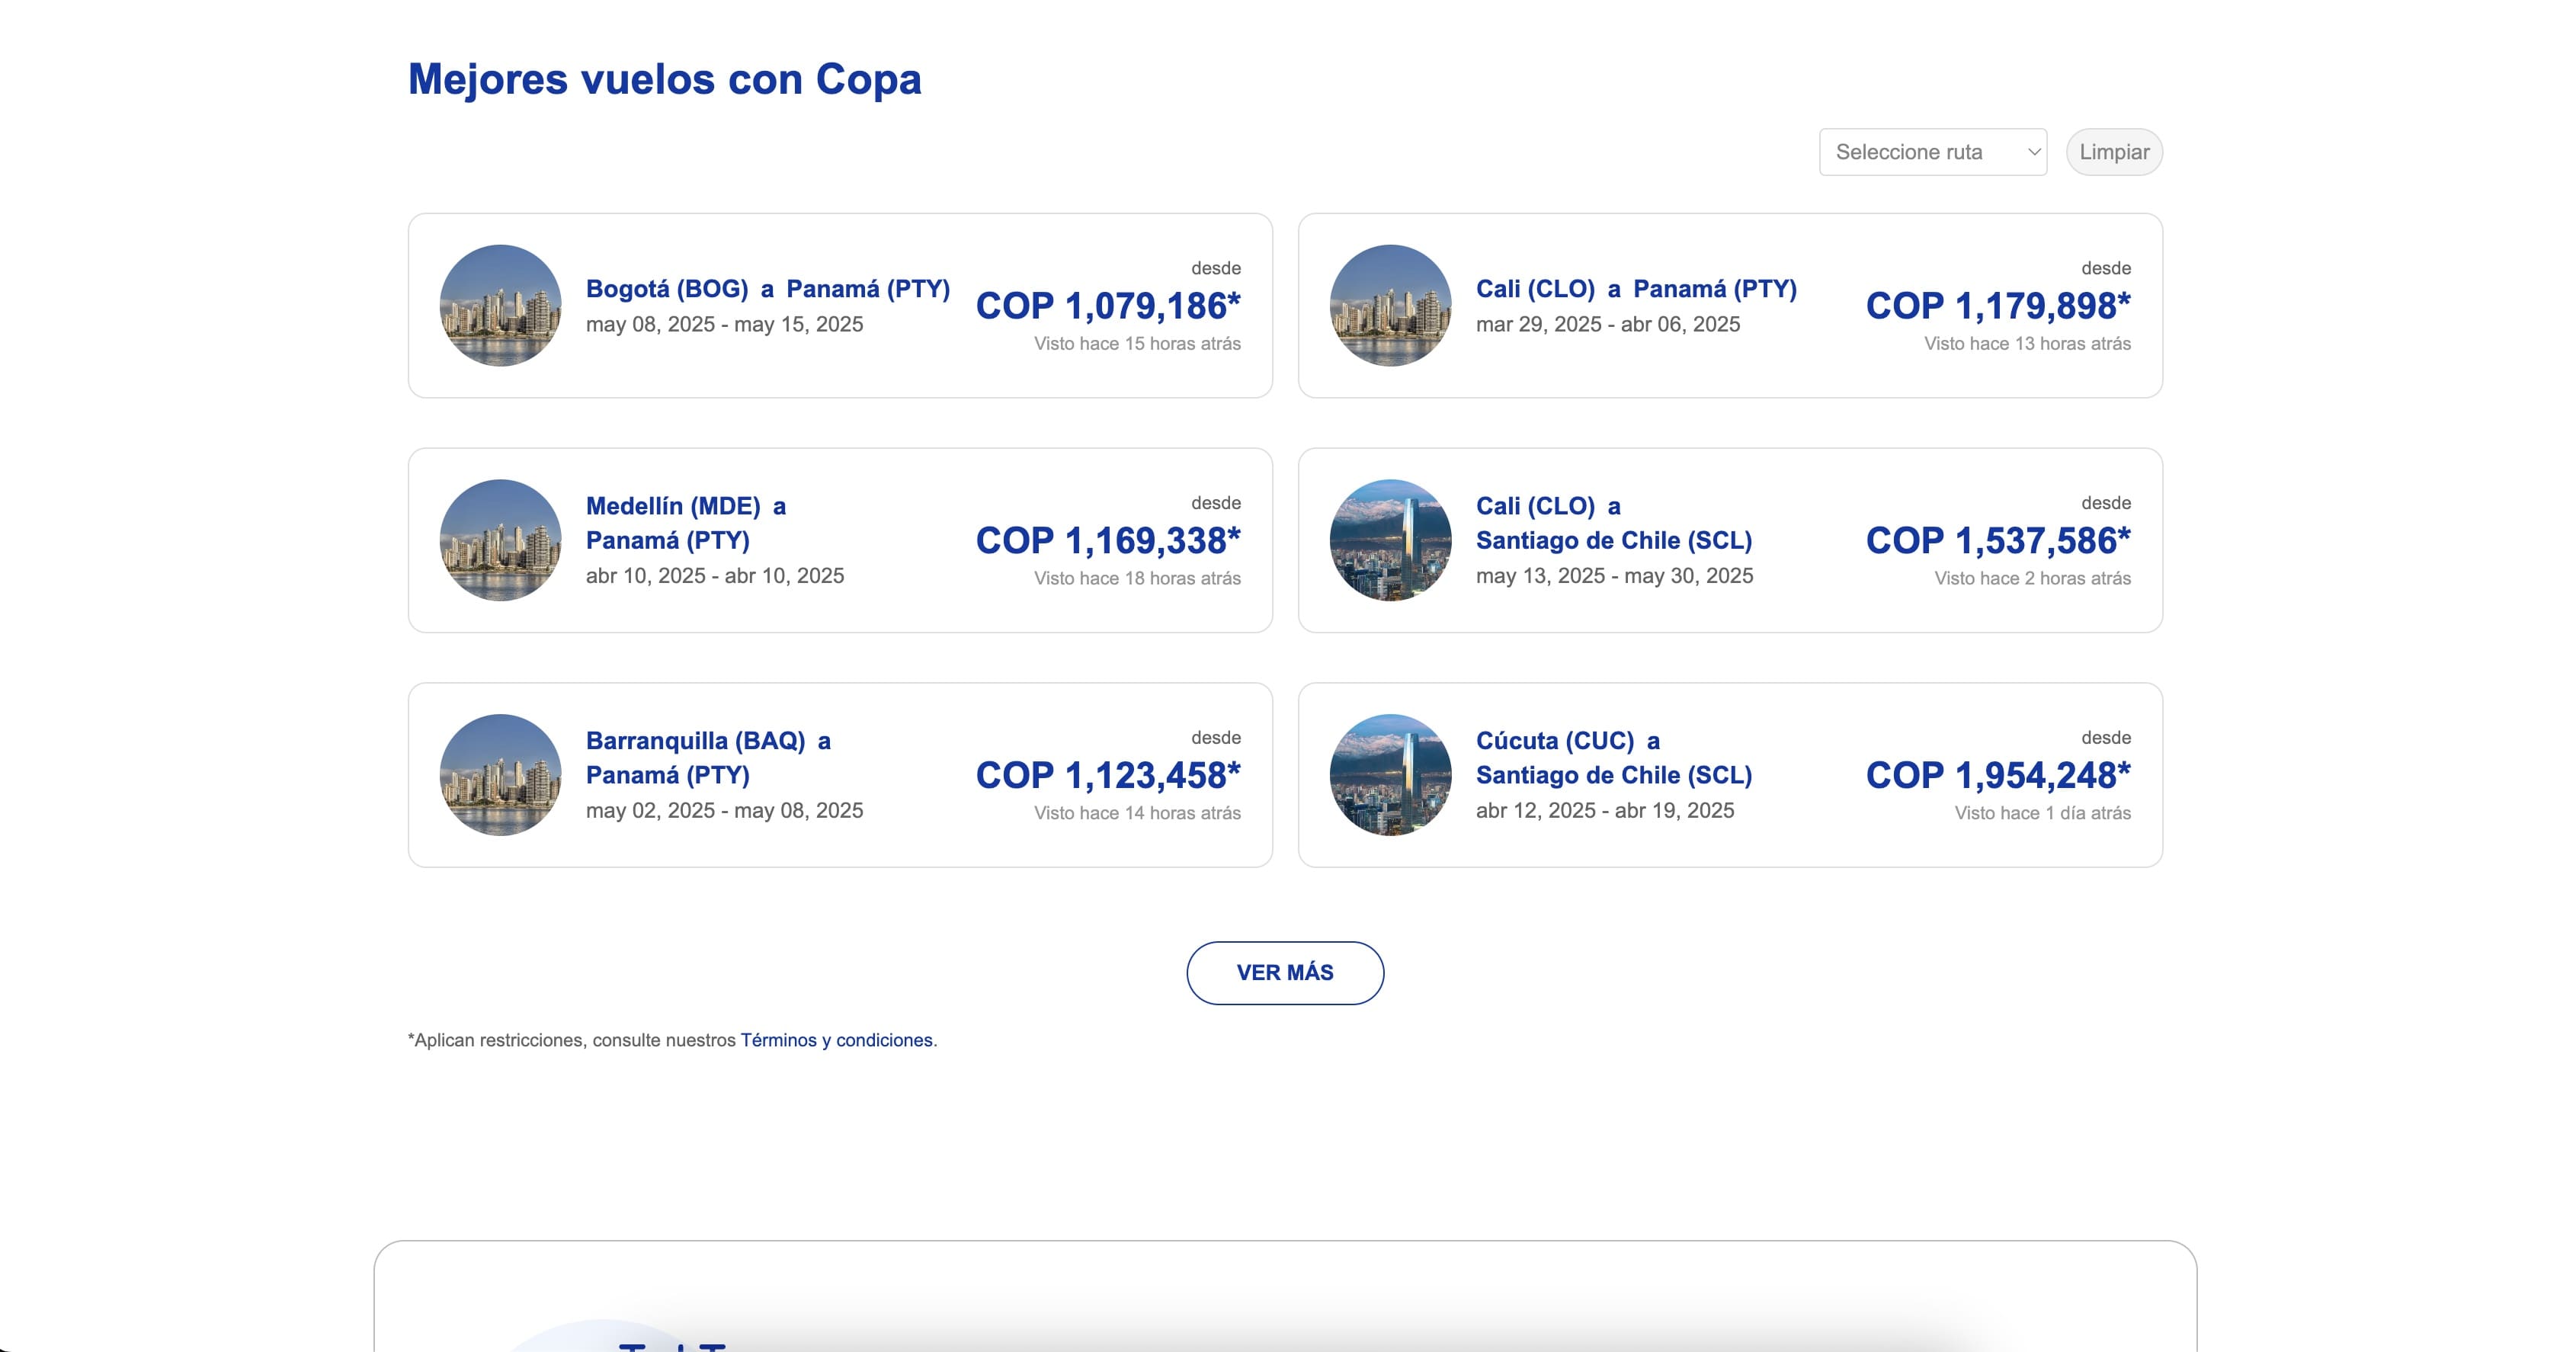 Mejores vuelos con Copa
Seleccione ruta
Limpiar
Bogotá (BOG) a Panamá (PTY)
may 08, 2025 - may 15, 2025
desde
COP 1,079,186*
Visto hace 15 horas atrás
Cali (CLO) a Panamá (PTY)
mar 29, 2025 - abr 06, 2025
desde
COP 1,179,898*
Visto hace 13 horas atrás
Medellín (MDE) a
Panamá (PTY)
abr 10, 2025 - abr 10, 2025
desde
COP 1,169,338*
Visto hace 18 horas atrás
Cali (CLO) a
Santiago de Chile (SCL)
may 13, 2025 - may 30, 2025
desde
COP 1,537,586*
Visto hace 2 horas atrás
Barranquilla (BAQ) a
Panamá (PTY)
may 02, 2025 - may 08, 2025
desde
COP 1,123,458*
Visto hace 14 horas atrás
Cúcuta (CUC) a
Santiago de Chile (SCL)
abr 12, 2025 - abr 19, 2025
desde
COP 1,954,248*
Visto hace 1 día atrás
VER MÁS
*Aplican restricciones, consulte nuestros Términos y condiciones.